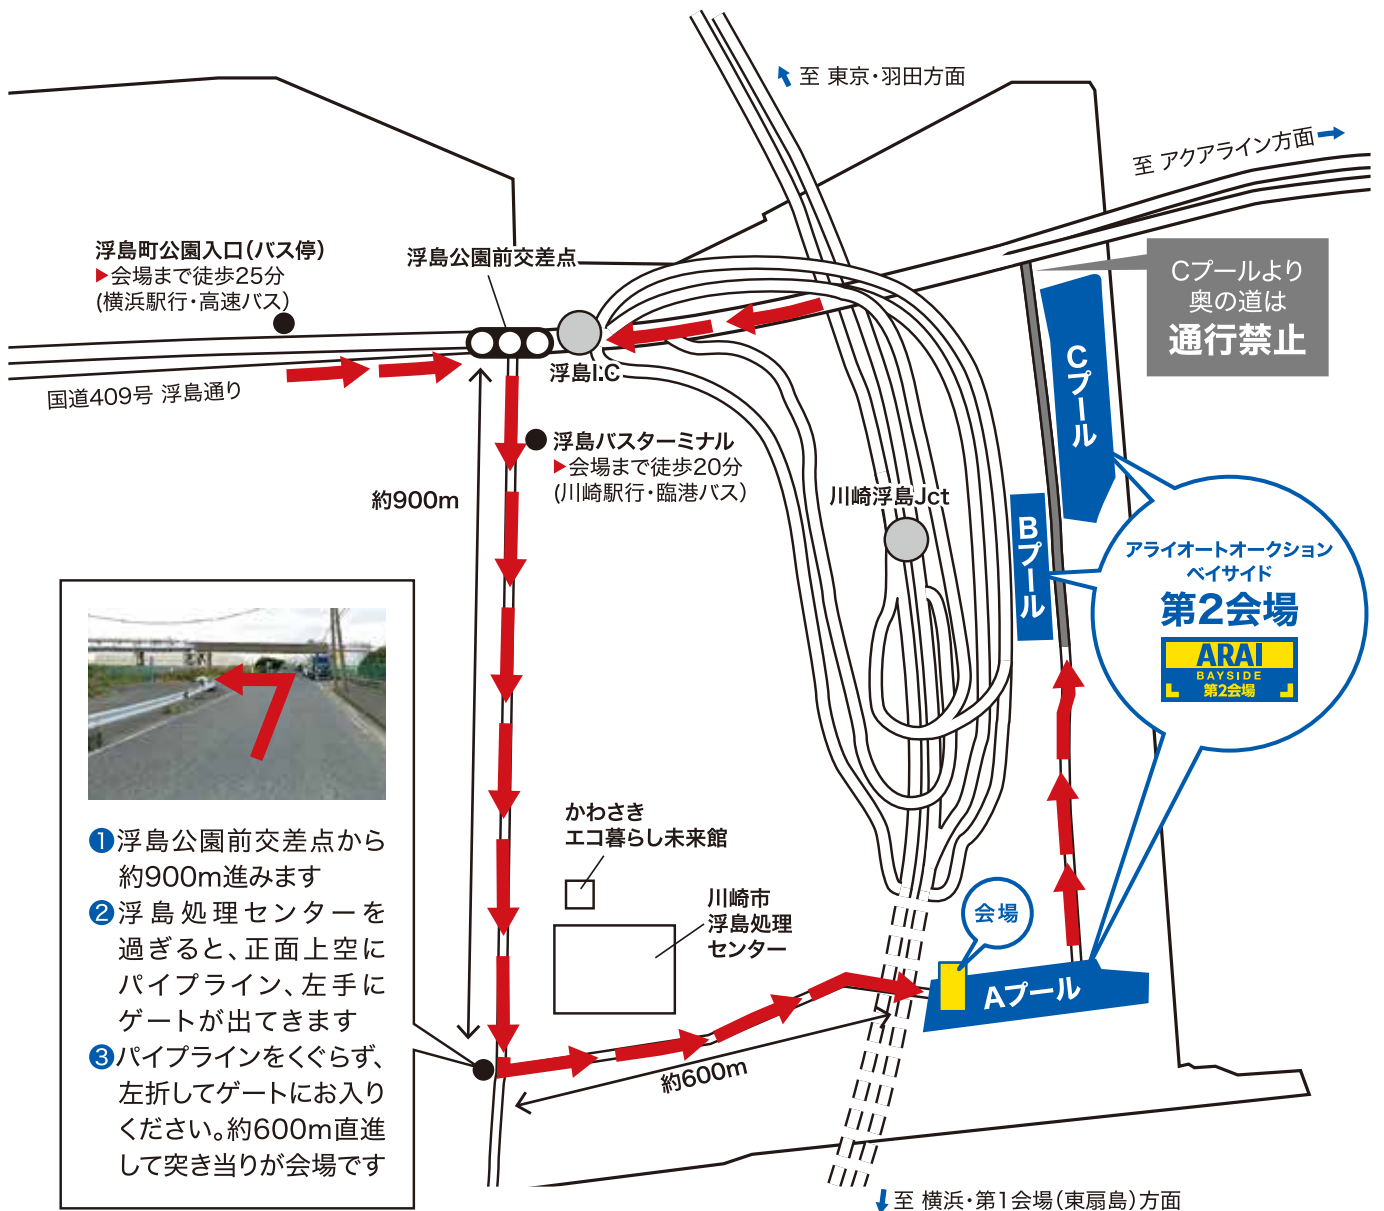 至 東京・羽田方面
至 アクアライン方面
浮島町公園入口（バス停）
▶会場まで徒歩25分
(横浜駅行・高速バス)
浮島公園前交差点
Cプールより
奥の道は
通行禁止
国道409号 浮島通り
浮島I.C
浮島バスターミナル
▶会場まで徒歩20分
(川崎駅行・臨港バス)
約900m
川崎浮島Jct
Cプール
Bプール
アライオートオークション
ベイサイド
第2会場
ARAI
BAYSIDE
第2会場
かわさき
エコ暮らし未来館
川崎市
浮島処理
センター
会場
Aプール
約600m
❶浮島公園前交差点から
約900m進みます
❷浮島処理センターを
過ぎると、正面上空に
パイプライン、左手に
ゲートが出てきます
❸パイプラインをくぐらず、
左折してゲートにお入り
ください。約600m直進
して突き当りが会場です
至 横浜・第1会場（東扇島）方面